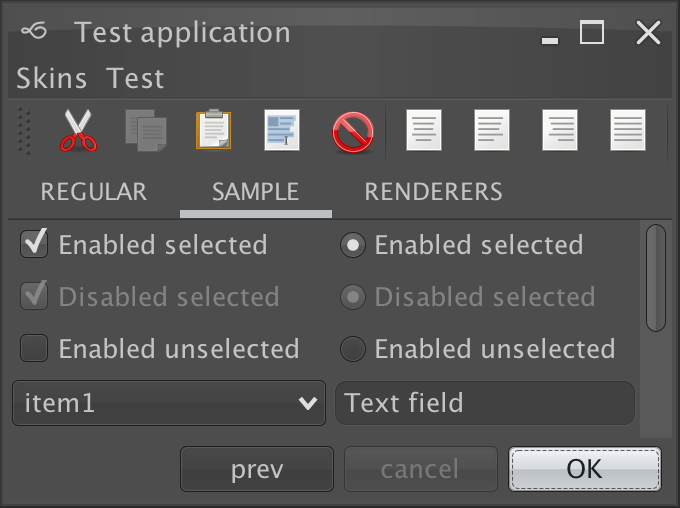 Test application
Skins Test
REGULAR SAMPLE RENDERERS
Enabled selected Enabled selected
Disabled selected Disabled selected
Enabled unselected Enabled unselected
item1 Text field
prev cancel OK